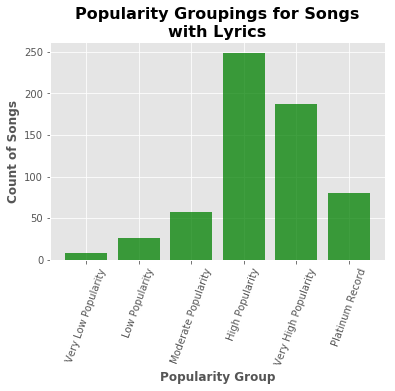 Popularity Groupings for Songs
with Lyrics
Count of Songs
250
200
150
100
50
0
Very Low Popularity
Low Popularity
Moderate Popularity
High Popularity
Very High Popularity
Platinum Record
Popularity Group